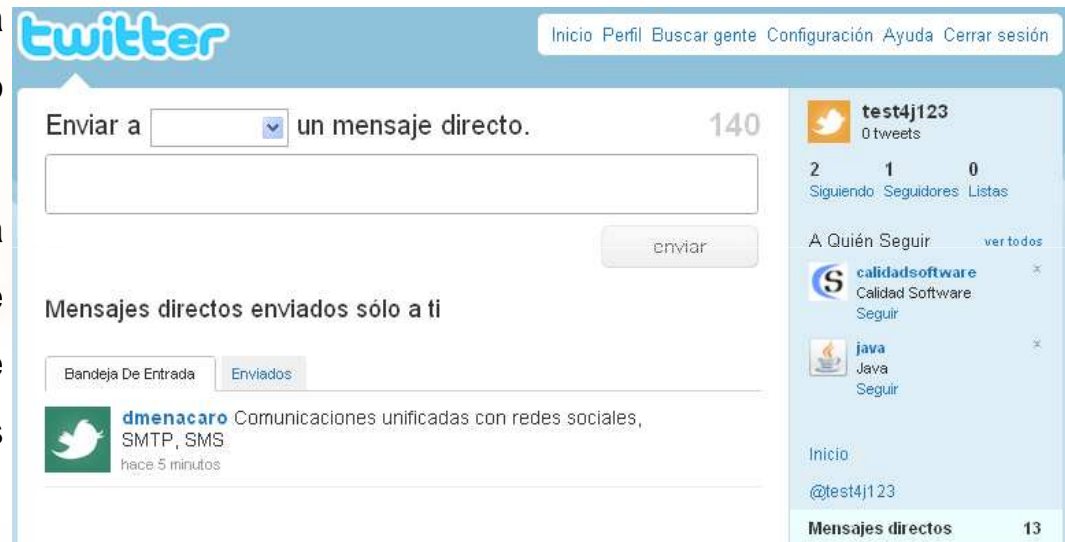 twitter
Inicio Perfil Buscar gente Configuración Ayuda Cerrar sesión
Enviar a un mensaje directo. 140
enviar
Mensajes directos enviados sólo a ti
Bandeja De Entrada Enviados
dmenacaro Comunicaciones unificadas con redes sociales,
SMTP, SMS
hace 5 minutos
test4j123
0 tweets
2 1 0
Siguiendo Seguidores Listas
A Quién Seguir ver todos
calidadsoftware x
Calidad Software
Seguir
java x
Java
Seguir
Inicio
@test4j123
Mensajes directos 13